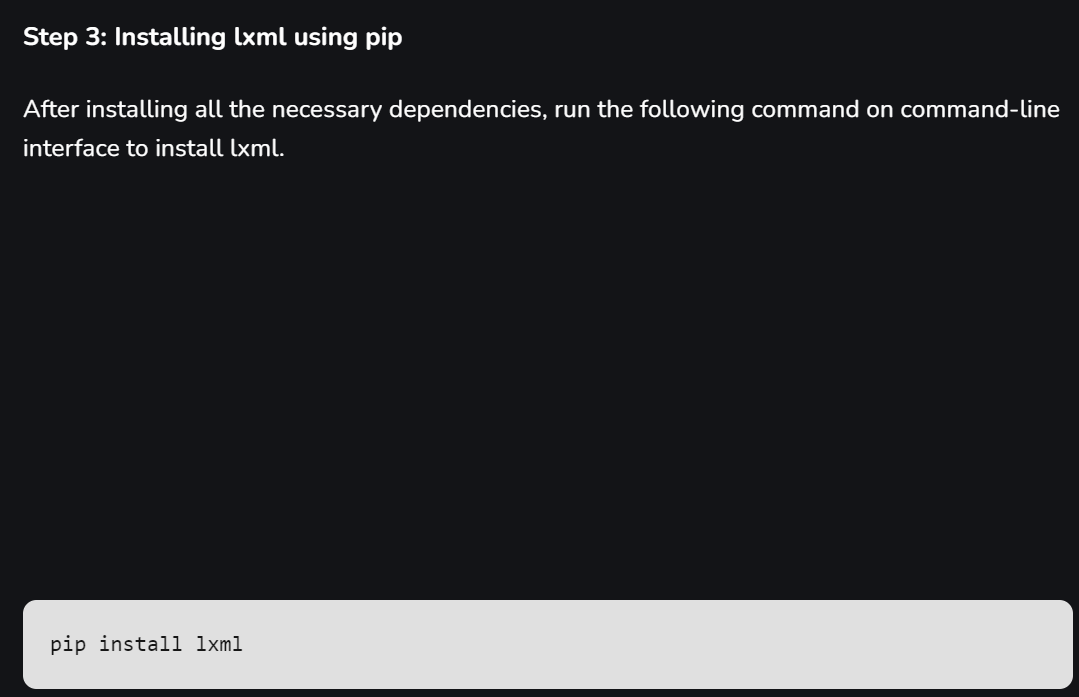 Step 3: Installing lxml using pip
After installing all the necessary dependencies, run the following command on command-line
interface to install lxml.
pip install lxml